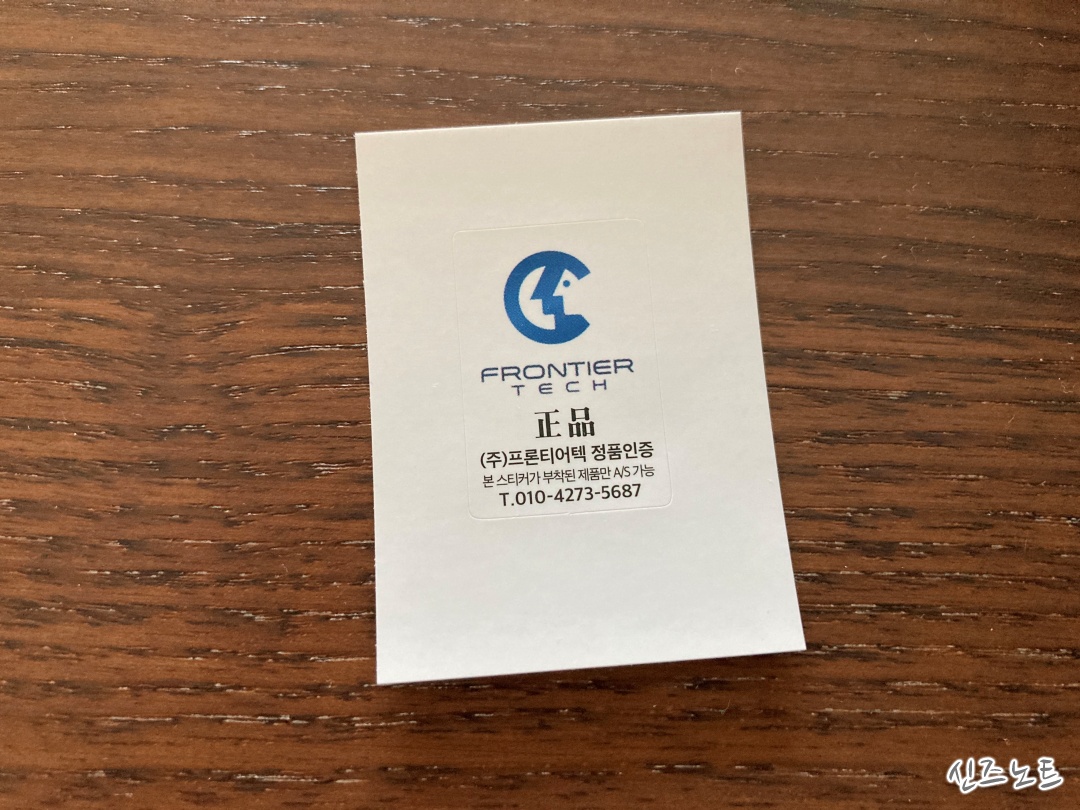 FRONTIER
TECH
正品
(주)프론티어텍 정품인증
본 스티커가 부착된 제품만 A/S 가능
T.010-4273-5687
신즈노트